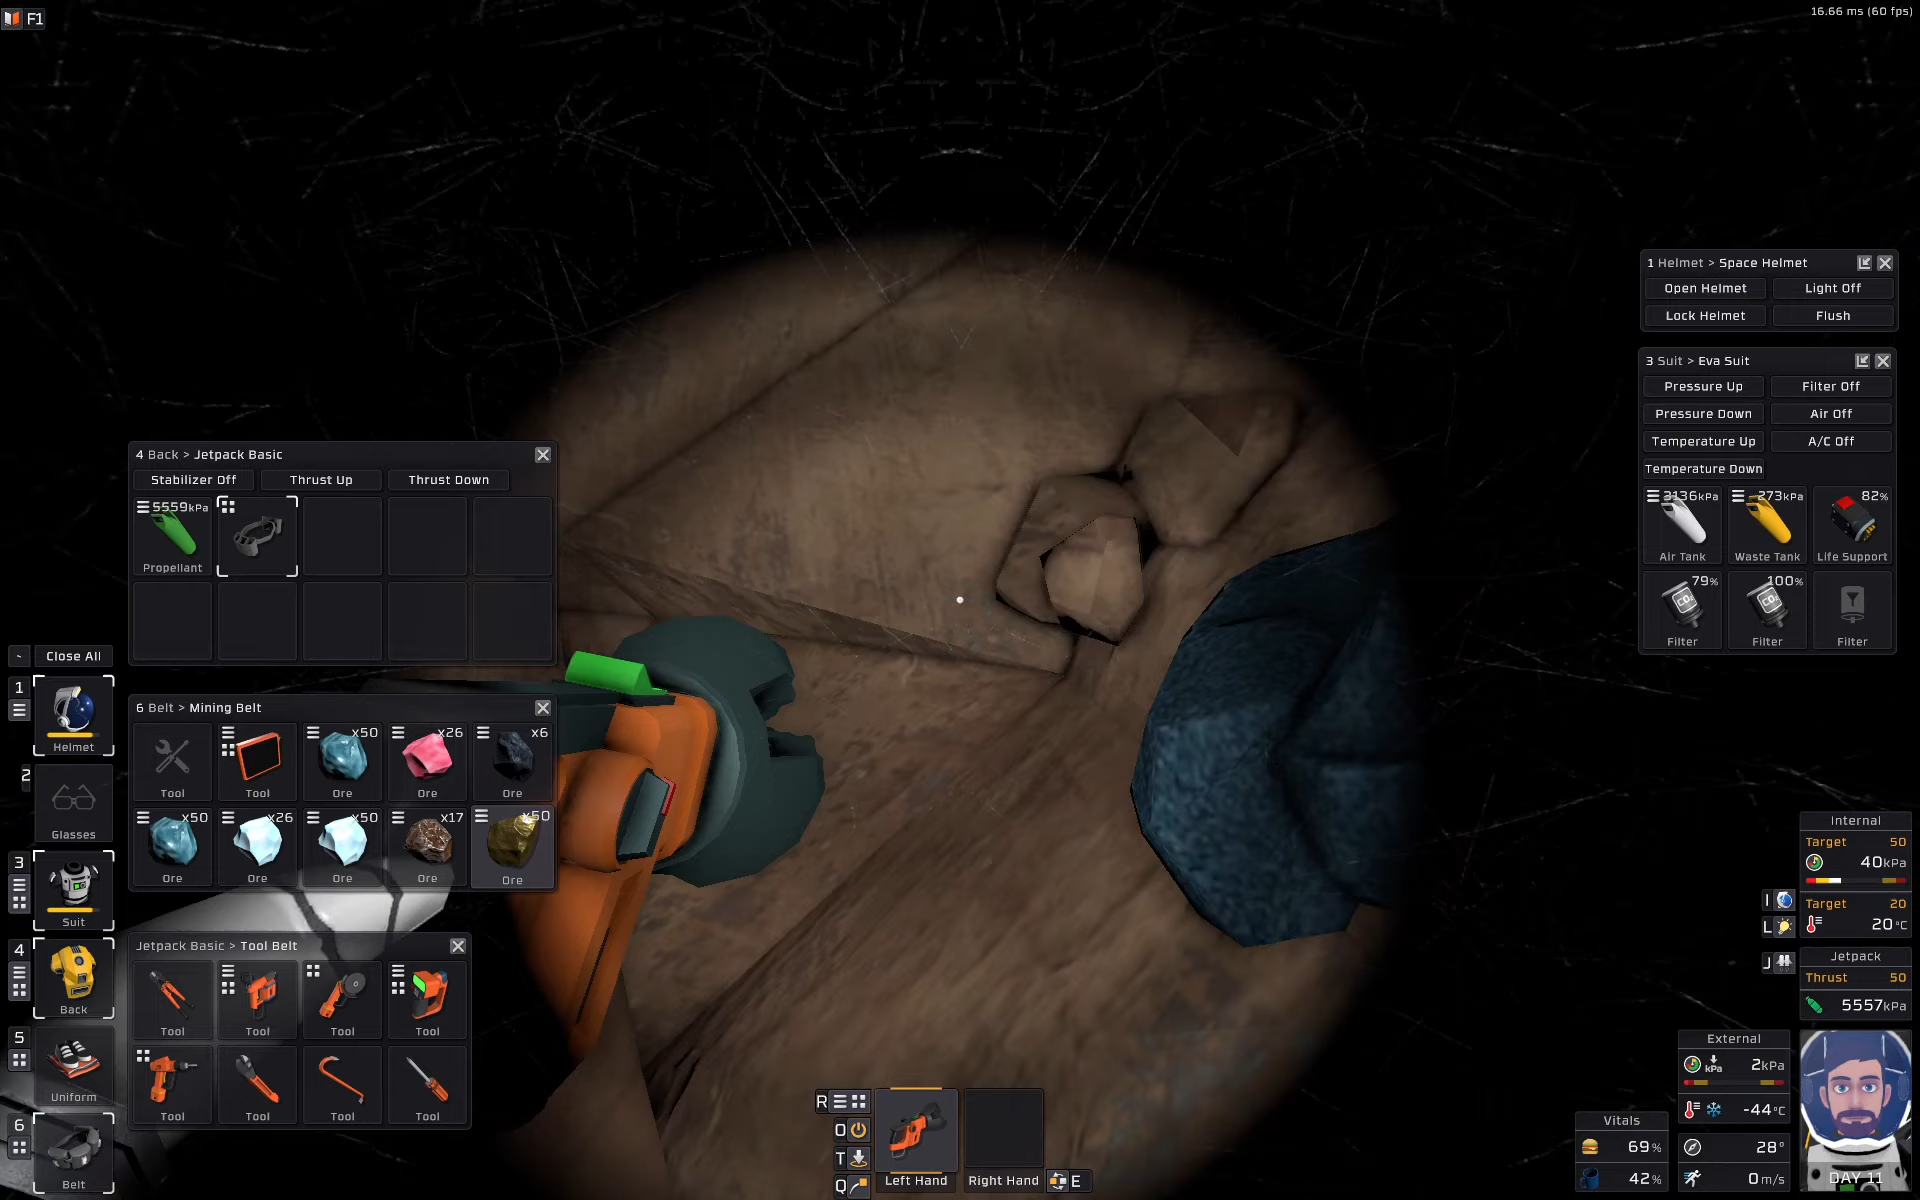 F1
16.66 ms (60 fps)
1 Helmet > Space Helmet
Open Helmet Light Off
Lock Helmet Flush
3 Suit > Eva Suit
Pressure Up Filter Off
Pressure Down Air Off
Temperature Up A/C Off
Temperature Down
3136kPa 273kPa 82%
Air Tank Waste Tank Life Support
79% 100%
CO₂ CO₂
Filter Filter Filter
4 Back > Jetpack Basic
Stabilizer Off Thrust Up Thrust Down
5559kPa
Propellant
~ Close All
1
Helmet
2
Glasses
3
Suit
4
Back
5
Uniform
6
Belt
6 Belt > Mining Belt
x50 x26 x6
Tool Tool Ore Ore Ore
x50 x26 x50 x17 x50
Ore Ore Ore Ore Ore
Jetpack Basic > Tool Belt
Tool Tool Tool Tool
Tool Tool Tool Tool
R
O
T
Q
Left Hand Right Hand E
Internal
Target 50
40kPa
Target 20
20°C
I
L
J
Jetpack
Thrust 50
5557kPa
External
kPa 2kPa
-44°C
28°
0m/s
Vitals
69%
42%
DAY 11